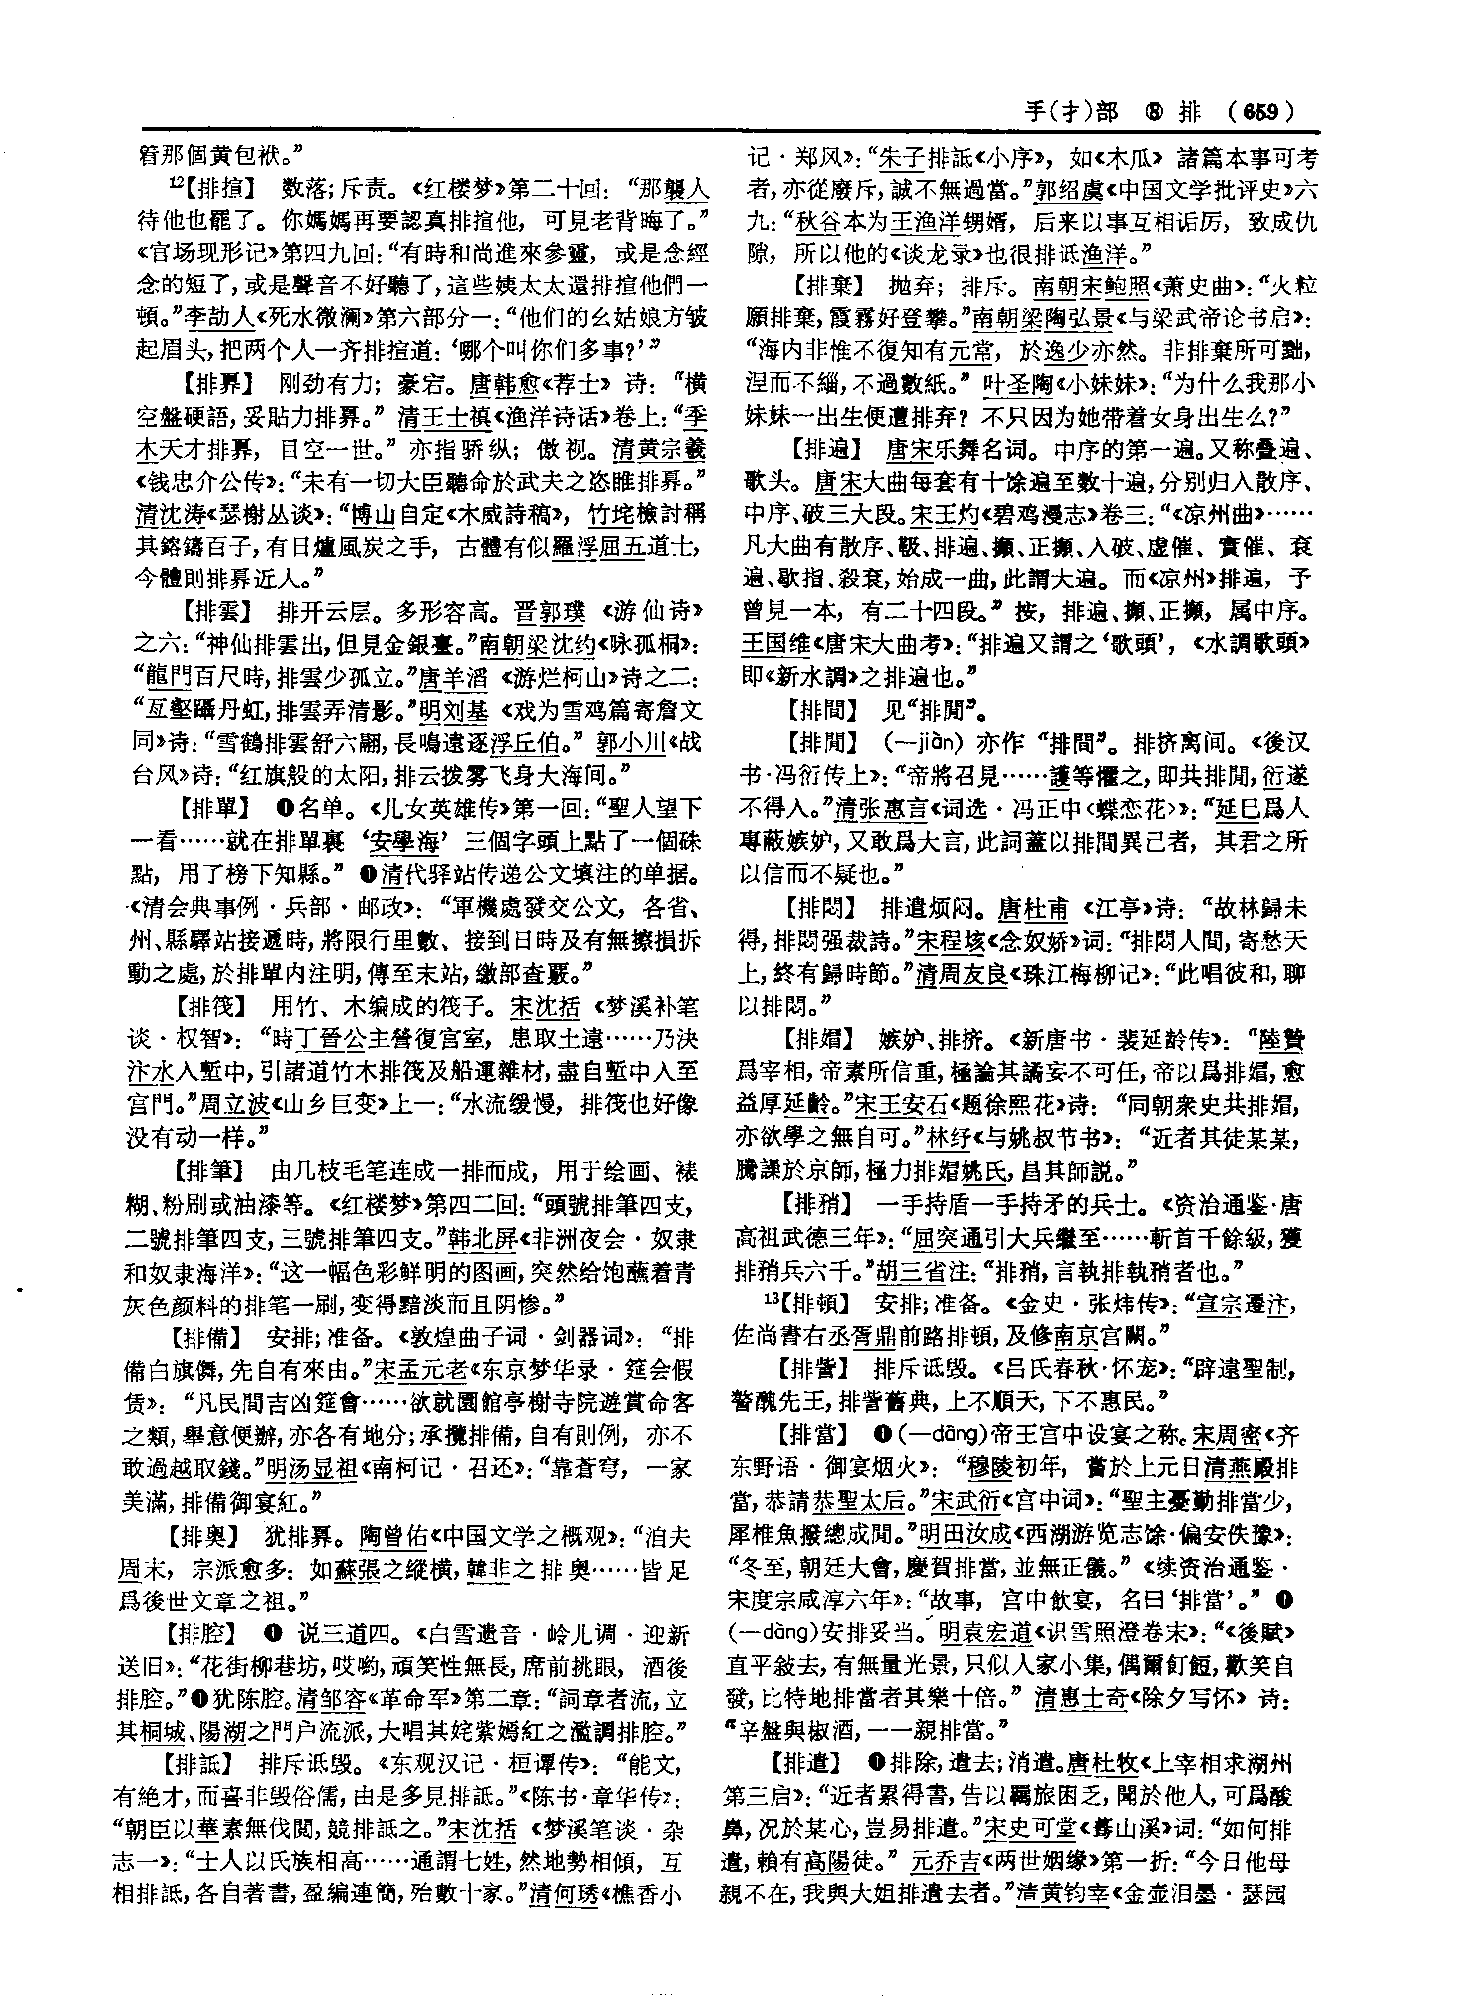 手(扌)部　⑧　排　(659)
管那個黄包袱。”
¹²【排揎】　数落;斥责。《红楼梦》第二十回：“那襲人
待他也罷了。你媽媽再要認真排揎他，可見老背晦了。”
《官场现形记》第四九回：“有時和尚進來參靈，或是念經
念的短了,或是聲音不好聽了,這些姨太太還排揎他們一
頓。”李劼人《死水微澜》第六部分一：“他们的幺姑娘方皱
起眉头,把两个人一齐排揎道：‘哪个叫你们多事?’”
【排奡】　刚劲有力；豪宕。唐韩愈《荐士》诗：“横
空盤硬語,妥貼力排奡。”清王士禛《渔洋诗话》卷上：“季
木天才排奡，目空一世。”亦指骄纵；傲视。清黄宗羲
《钱忠介公传》：“未有一切大臣聽命於武夫之恣睢排奡。”
清沈涛《瑟榭丛谈》：“博山自定《木威詩稿》，竹垞檢討稱
其鎔鑄百子,有日爐風炭之手，古體有似羅浮屈五道士,
今體則排奡近人。”
【排雲】　排开云层。多形容高。晋郭璞《游仙诗》
之六：“神仙排雲出,但見金銀臺。”南朝梁沈约《咏孤桐》：
“龍門百尺時,排雲少孤立。”唐羊滔《游烂柯山》诗之二：
“亙壑躡丹虹,排雲弄清影。”明刘基《戏为雪鸡篇寄詹文
同》诗：“雪鶴排雲舒六翮,長鳴遠逐浮丘伯。”郭小川《战
台风》诗：“红旗般的太阳,排云拨雾飞身大海间。”
【排單】　❶名单。《儿女英雄传》第一回：“聖人望下
一看……就在排單裏‘安學海’三個字頭上點了一個硃
點，用了榜下知縣。”❶清代驿站传递公文填注的单据。
《清会典事例·兵部·邮政》：“軍機處發交公文，各省、
州、縣驛站接遞時,將限行里數、接到日時及有無擦損拆
動之處,於排單内注明,傳至末站,繳部查覈。”
【排筏】　用竹、木编成的筏子。宋沈括《梦溪补笔
谈·权智》：“時丁晉公主營復宫室，患取土遠……乃決
汴水入塹中,引諸道竹木排筏及船運雜材,盡自塹中入至
宫門。”周立波《山乡巨变》上一：“水流缓慢，排筏也好像
没有动一样。”
【排筆】　由几枝毛笔连成一排而成，用于绘画、裱
糊、粉刷或油漆等。《红楼梦》第四二回：“頭號排筆四支,
二號排筆四支,三號排筆四支。”韩北屏《非洲夜会·奴隶
和奴隶海洋》：“这一幅色彩鲜明的图画,突然给饱蘸着青
灰色颜料的排笔一刷,变得黯淡而且阴惨。”
【排備】　安排;准备。《敦煌曲子词·剑器词》：“排
備白旗儛,先自有來由。”宋孟元老《东京梦华录·筵会假
赁》：“凡民間吉凶筵會……欲就園館亭榭寺院遊賞命客
之類,舉意便辦,亦各有地分;承攬排備,自有則例，亦不
敢過越取錢。”明汤显祖《南柯记·召还》：“靠蒼穹，一家
美滿,排備御宴紅。”
【排奥】　犹排奡。陶曾佑《中国文学之概观》：“洎夫
周末，宗派愈多：如蘇張之縱横,韓非之排奥……皆足
爲後世文章之祖。”
【排腔】　❶　说三道四。《白雪遗音·岭儿调·迎新
送旧》：“花街柳巷坊,哎喲,頑笑性無長,席前挑眼，酒後
排腔。”❶犹陈腔。清邹容《革命军》第二章：“詞章者流,立
其桐城、陽湖之門户流派,大唱其姹紫嫣紅之濫調排腔。”
【排詆】　排斥诋毁。《东观汉记·桓谭传》：“能文,
有絶才,而喜非毁俗儒,由是多見排詆。”《陈书·章华传》：
“朝臣以華素無伐閲,競排詆之。”宋沈括《梦溪笔谈·杂
志一》：“士人以氏族相高……通謂七姓,然地勢相傾，互
相排詆,各自著書,盈編連簡,殆數十家。”清何琇《樵香小
记·郑风》：“朱子排詆《小序》，如《木瓜》諸篇本事可考
者,亦從廢斥,誠不無過當。”郭绍虞《中国文学批评史》六
九：“秋谷本为王渔洋甥婿，后来以事互相诟厉，致成仇
隙，所以他的《谈龙录》也很排诋渔洋。”
【排棄】　抛弃；排斥。南朝宋鲍照《萧史曲》：“火粒
願排棄,霞霧好登攀。”南朝梁陶弘景《与梁武帝论书启》：
“海内非惟不復知有元常，於逸少亦然。非排棄所可黜,
涅而不緇,不過數紙。”叶圣陶《小妹妹》：“为什么我那小
妹妹一出生便遭排弃？不只因为她带着女身出生么?”
【排遍】　唐宋乐舞名词。中序的第一遍。又称叠遍、
歌头。唐宋大曲每套有十馀遍至数十遍,分别归入散序、
中序、破三大段。宋王灼《碧鸡漫志》卷三：“《凉州曲》……
凡大曲有散序、靸、排遍、攧、正攧、入破、虚催、實催、衮
遍、歇指、殺衮,始成一曲,此謂大遍。而《凉州》排遍，予
曾見一本，有二十四段。”按，排遍、攧、正攧，属中序。
王国维《唐宋大曲考》：“排遍又謂之‘歌頭’，《水調歌頭》
即《新水調》之排遍也。”
【排間】　见“排閒”。
【排閒】　(—jiàn) 亦作“排間”。排挤离间。《後汉
书·冯衍传上》：“帝將召見……護等懼之,即共排閒,衍遂
不得入。”清张惠言《词选·冯正中〈蝶恋花〉》：“延巳爲人
專蔽嫉妒,又敢爲大言,此詞蓋以排間異己者，其君之所
以信而不疑也。”
【排悶】　排遣烦闷。唐杜甫《江亭》诗：“故林歸未
得,排悶强裁詩。”宋程垓《念奴娇》词：“排悶人間,寄愁天
上,終有歸時節。”清周友良《珠江梅柳记》：“此唱彼和,聊
以排悶。”
【排媢】　嫉妒、排挤。《新唐书·裴延龄传》：“陸贄
爲宰相,帝素所信重,極論其譎妄不可任,帝以爲排媢,愈
益厚延齡。”宋王安石《题徐熙花》诗：“同朝衆史共排媢,
亦欲學之無自可。”林纾《与姚叔节书》：“近者其徒某某,
騰譟於京師,極力排媢姚氏,昌其師説。”
【排矟】　一手持盾一手持矛的兵士。《资治通鉴·唐
高祖武德三年》：“屈突通引大兵繼至……斬首千餘級,獲
排矟兵六千。”胡三省注：“排矟,言執排執矟者也。”
¹³【排頓】　安排;准备。《金史·张炜传》：“宣宗遷汴,
佐尚書右丞胥鼎前路排頓,及修南京宫闕。”
【排訾】　排斥诋毁。《吕氏春秋·怀宠》：“辟遠聖制,
謷醜先王,排訾舊典,上不順天,下不惠民。”
【排當】　❶(—dāng)帝王宫中设宴之称。宋周密《齐
东野语·御宴烟火》：“穆陵初年，嘗於上元日清燕殿排
當,恭請恭聖太后。”宋武衍《宫中词》：“聖主憂勤排當少,
犀椎魚撥總成閒。”明田汝成《西湖游览志馀·偏安佚豫》：
“冬至,朝廷大會,慶賀排當,並無正儀。”《续资治通鉴·
宋度宗咸淳六年》：“故事，宫中飲宴，名曰‘排當’。”❶
(—dàng)安排妥当。明袁宏道《识雪照澄卷末》：“《後賦》
直平敍去,有無量光景,只似人家小集,偶爾飣餖,歡笑自
發,比特地排當者其樂十倍。”清惠士奇《除夕写怀》诗：
“辛盤與椒酒,一一親排當。”
【排遣】　❶排除,遣去;消遣。唐杜牧《上宰相求湖州
第三启》：“近者累得書,告以羈旅困乏,聞於他人,可爲酸
鼻,况於某心,豈易排遣。”宋史可堂《蓦山溪》词：“如何排
遣,賴有高陽徒。”元乔吉《两世姻缘》第一折：“今日他母
親不在,我與大姐排遣去者。”清黄钧宰《金壶泪墨·瑟园